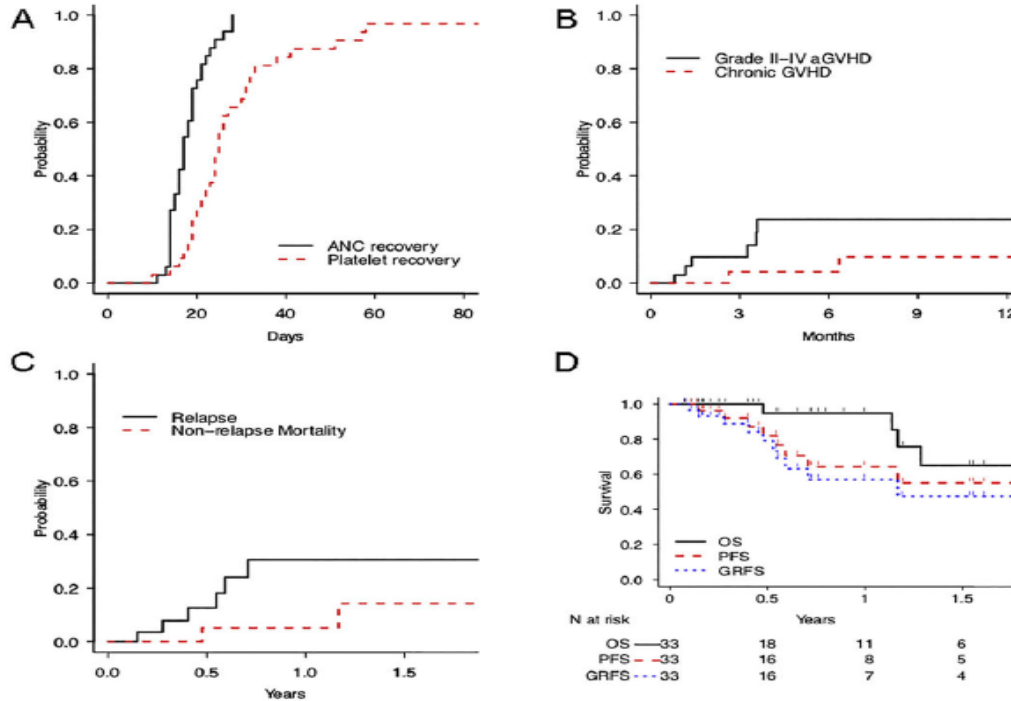 A
1.0
0.8
0.6
0.4
0.2
0.0
Probability
ANC recovery
Platelet recovery
0 20 40 60 80
Days
B
1.0
0.8
0.6
0.4
0.2
0.0
Probability
Grade II-IV aGVHD
Chronic GVHD
0 3 6 9 12
Months
C
1.0
0.8
0.6
0.4
0.2
0.0
Probability
Relapse
Non-relapse Mortality
0.0 0.5 1.0 1.5
Years
D
1.0
0.8
0.6
0.4
0.2
0.0
Survival
OS
PFS
GRFS
0 0.5 1 1.5
N at risk Years
OS 33 18 11 6
PFS 33 16 8 5
GRFS 33 16 7 4